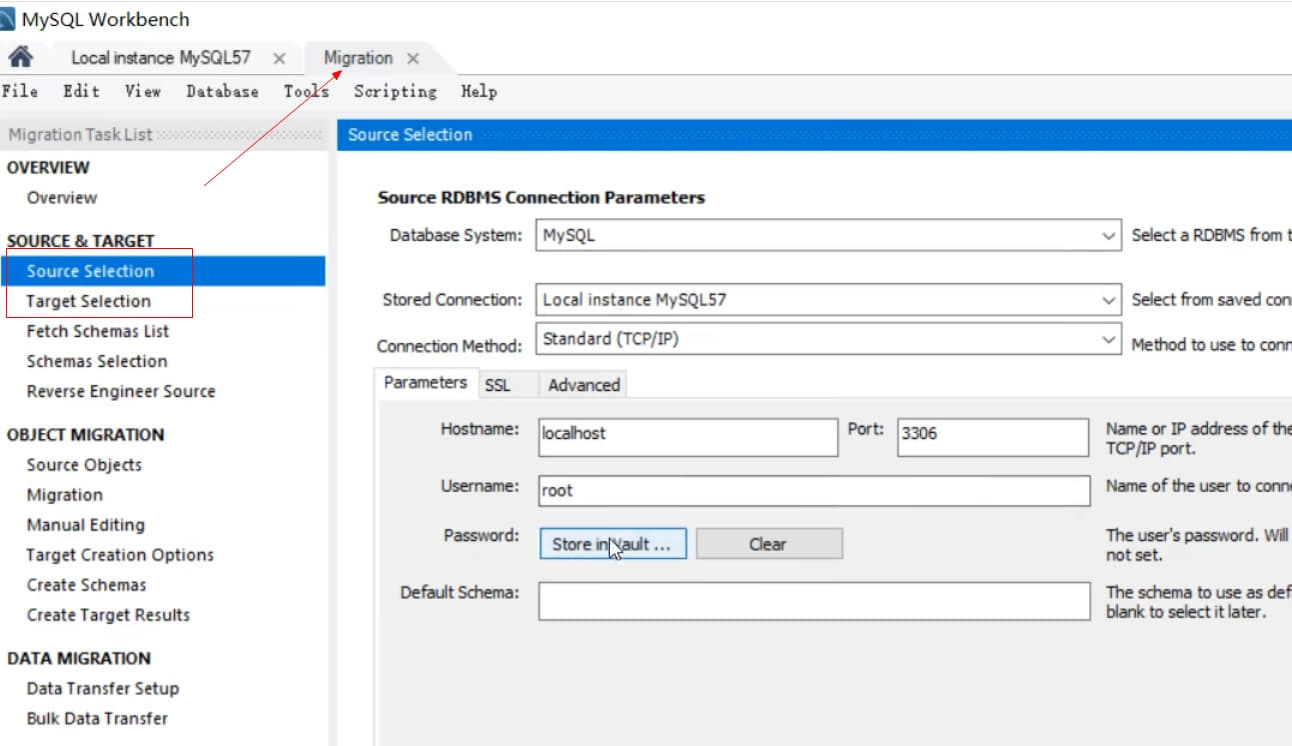 MySQL Workbench
Local instance MySQL57 Migration
File Edit View Database Tools Scripting Help
Migration Task List
Source Selection
OVERVIEW
Overview
SOURCE & TARGET
Source Selection
Target Selection
Fetch Schemas List
Schemas Selection
Reverse Engineer Source
OBJECT MIGRATION
Source Objects
Migration
Manual Editing
Target Creation Options
Create Schemas
Create Target Results
DATA MIGRATION
Data Transfer Setup
Bulk Data Transfer
Source RDBMS Connection Parameters
Database System: MySQL Select a RDBMS from
Stored Connection: Local instance MySQL57 Select from saved
Connection Method: Standard (TCP/IP) Method to use to
Parameters SSL Advanced
Hostname: localhost Port: 3306 Name or IP address of the
TCP/IP port.
Username: root Name of the user to
Password: Store in Vault ... Clear The user's password. Will
not set.
Default Schema: The schema to use as
blank to select it later.